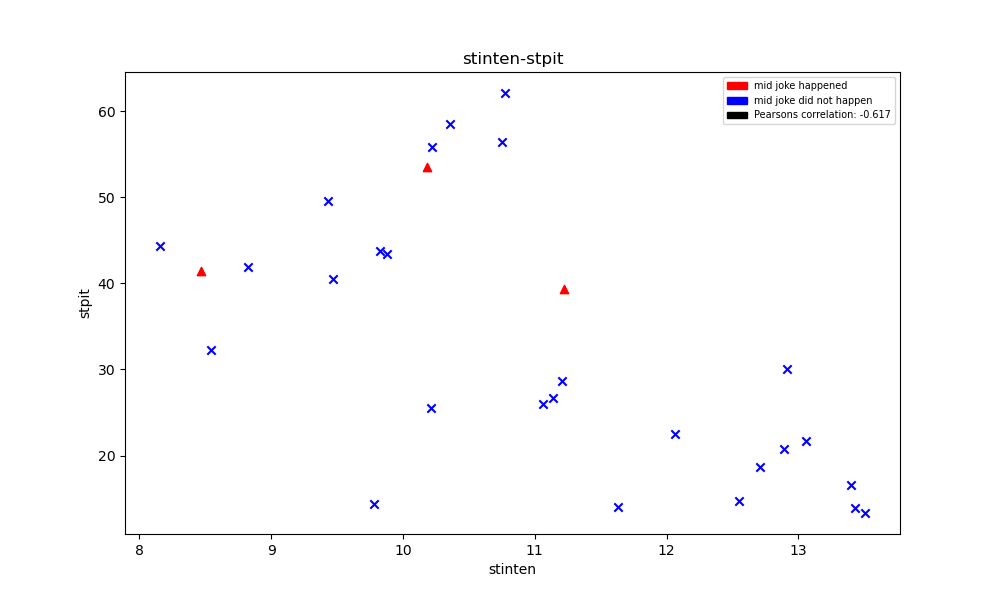 stinten-stpit
mid joke happened
mid joke did not happen
Pearsons correlation: -0.617
60
50
40
30
20
stpit
8 9 10 11 12 13
stinten